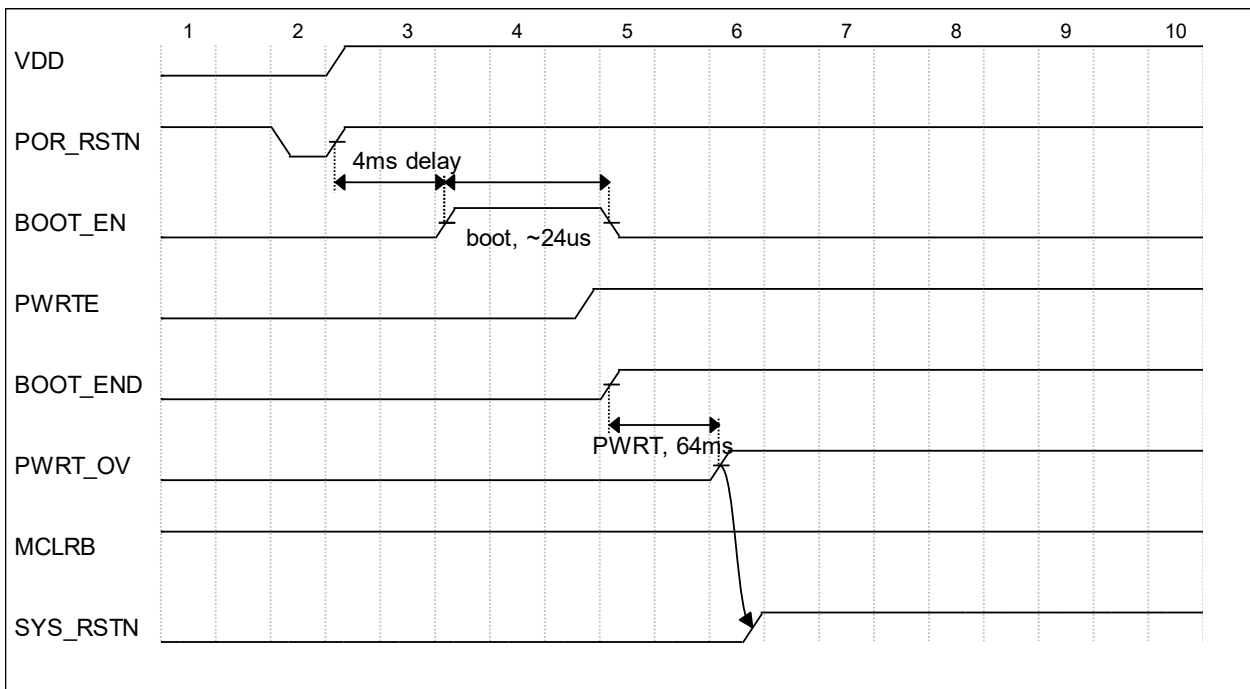 1 2 3 4 5 6 7 8 9 10
VDD
POR_RSTN
4ms delay
BOOT_EN
boot, ~24us
PWRTE
BOOT_END
PWRT, 64ms
PWRT_OV
MCLRB
SYS_RSTN